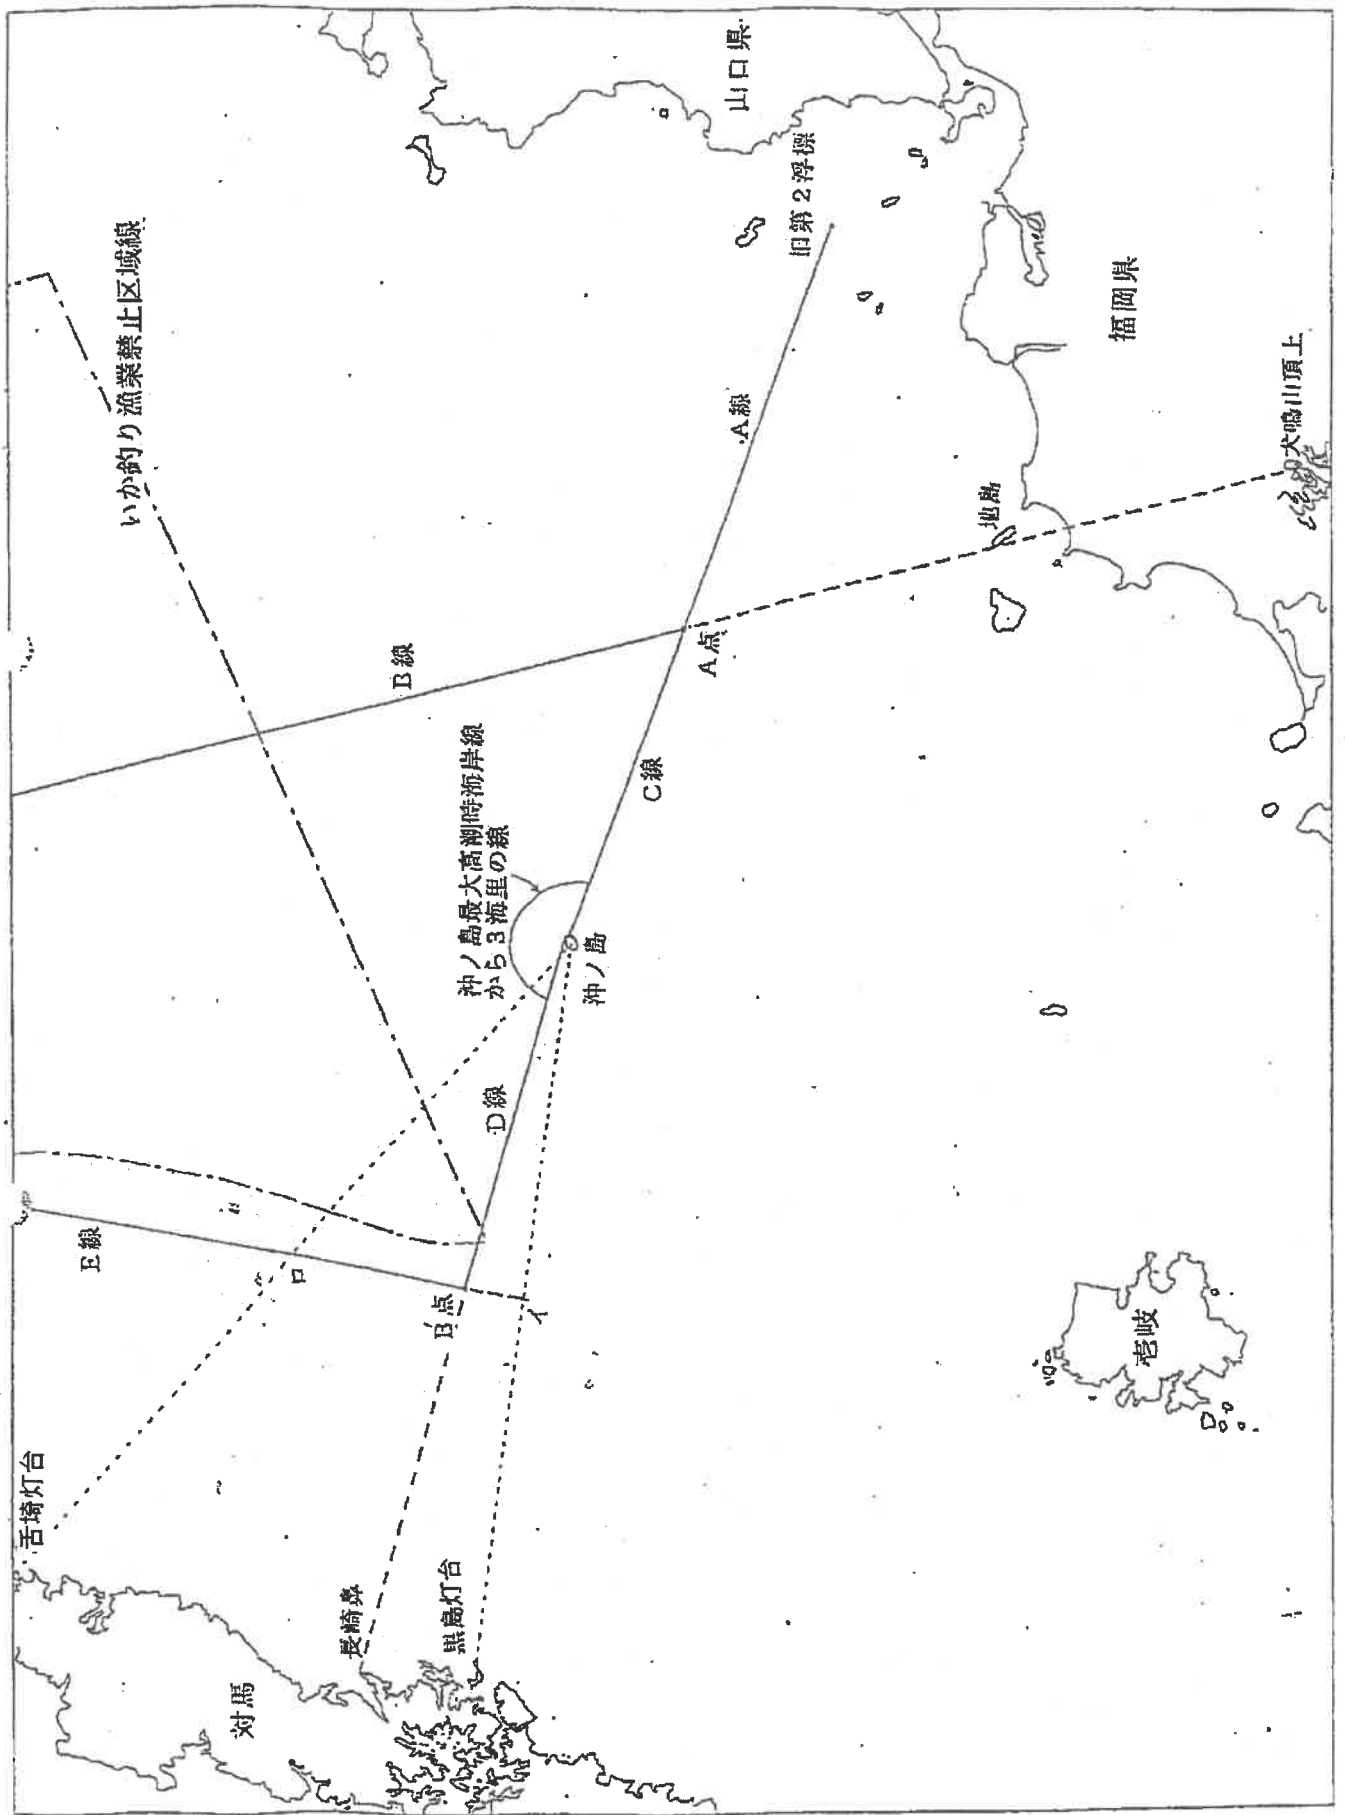 山口県
旧第2浮標
いか釣り漁業禁止区域線
福岡県
犬鳴山頂上
地島
A線
A点
B線
C線
沖ノ島最大高潮時海岸線
から3海里の線
沖ノ島
D線
E線
ロ
B点
イ
壱岐
舌埼灯台
長崎鼻
黒島灯台
対馬